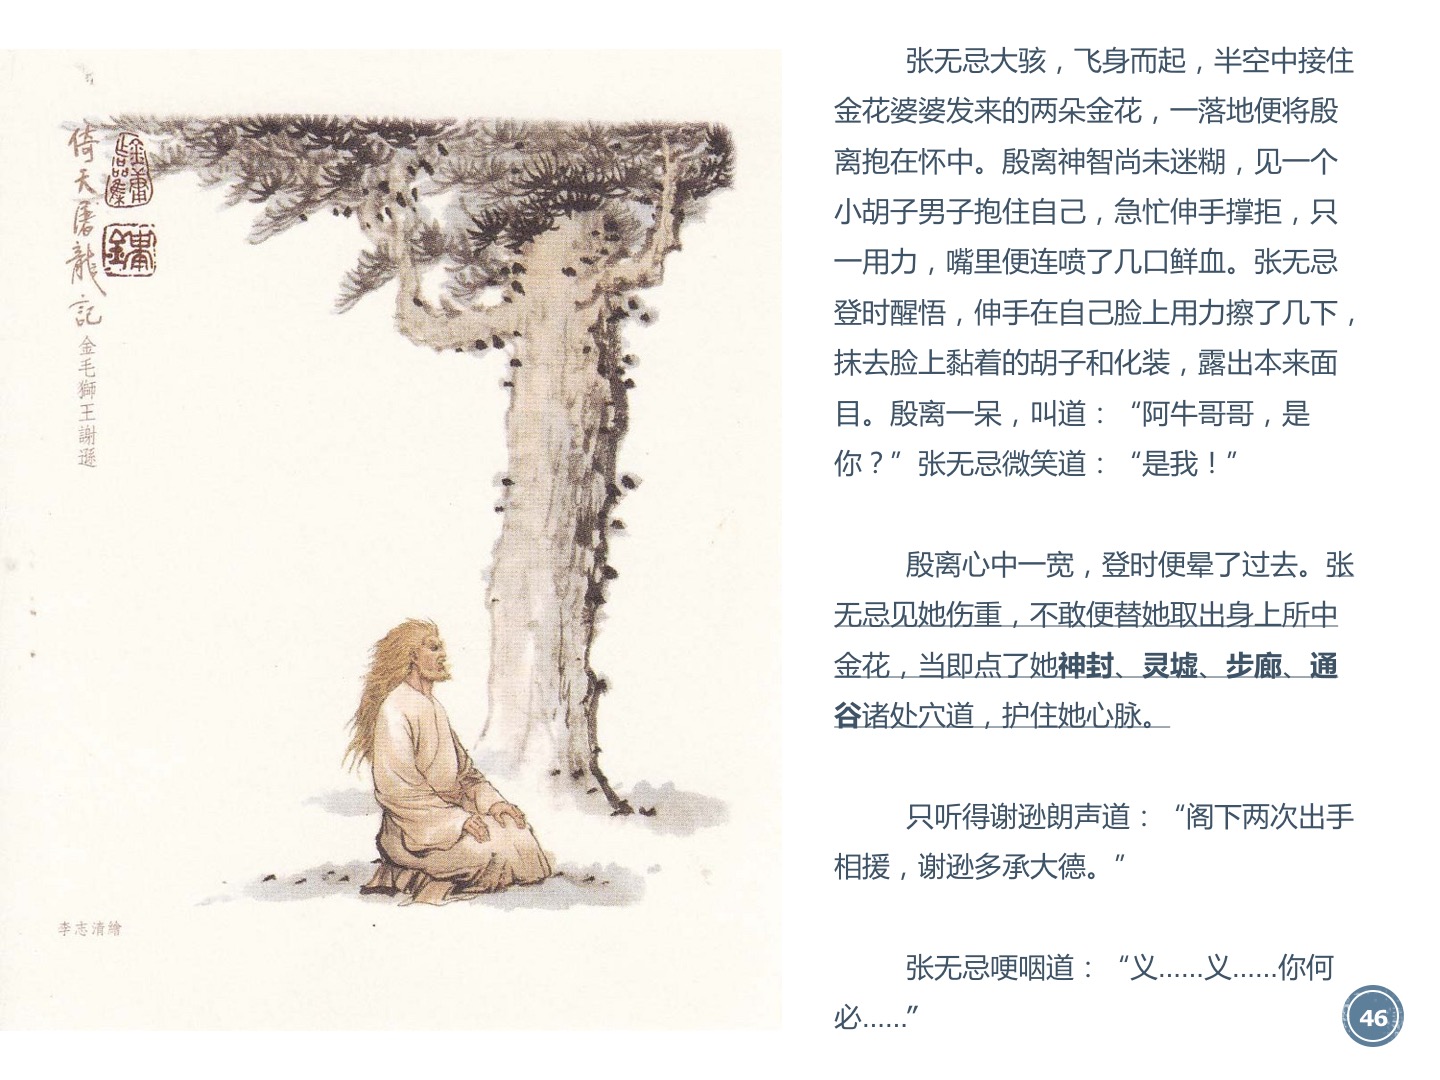 倚天屠龍記
金毛獅王謝遜
李志清繪
张无忌大骇，飞身而起，半空中接住
金花婆婆发来的两朵金花，一落地便将殷
离抱在怀中。殷离神智尚未迷糊，见一个
小胡子男子抱住自己，急忙伸手撑拒，只
一用力，嘴里便连喷了几口鲜血。张无忌
登时醒悟，伸手在自己脸上用力擦了几下，
抹去脸上黏着的胡子和化装，露出本来面
目。殷离一呆，叫道：“阿牛哥哥，是
你？”张无忌微笑道：“是我！”
殷离心中一宽，登时便晕了过去。张
无忌见她伤重，不敢便替她取出身上所中
金花，当即点了她神封、灵墟、步廊、通
谷诸处穴道，护住她心脉。
只听得谢逊朗声道：“阁下两次出手
相援，谢逊多承大德。”
张无忌哽咽道：“义……义……你何
必……”
46